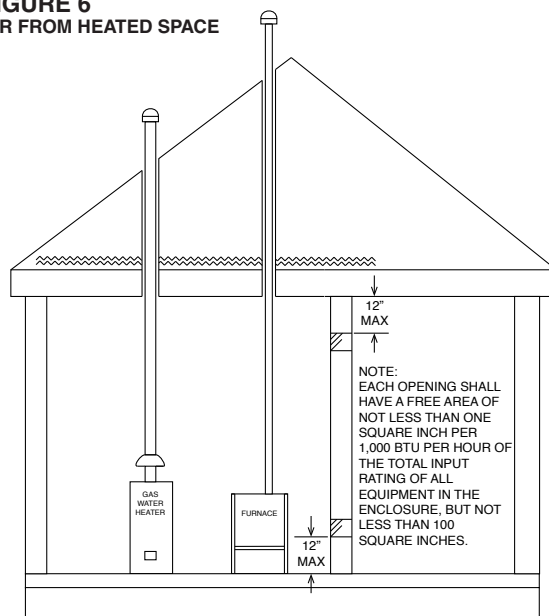 IGURE 6
R FROM HEATED SPACE
12"
MAX
NOTE:
EACH OPENING SHALL
HAVE A FREE AREA OF
NOT LESS THAN ONE
SQUARE INCH PER
1,000 BTU PER HOUR OF
THE TOTAL INPUT
RATING OF ALL
EQUIPMENT IN THE
ENCLOSURE, BUT NOT
LESS THAN 100
SQUARE INCHES.
GAS
WATER
HEATER
FURNACE
12"
MAX